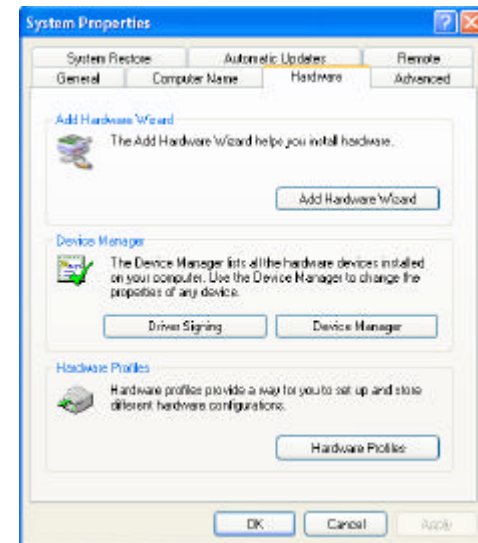 System Properties
System Restore Automatic Updates Remote
General Computer Name Hardware Advanced
Add Hardware Wizard
The Add Hardware Wizard helps you install hardware.
Add Hardware Wizard
Device Manager
The Device Manager lists all the hardware devices installed
on your computer. Use the Device Manager to change the
properties of any device.
Driver Signing Device Manager
Hardware Profiles
Hardware profiles provide a way for you to set up and store
different hardware configurations.
Hardware Profiles
OK Cancel Apply